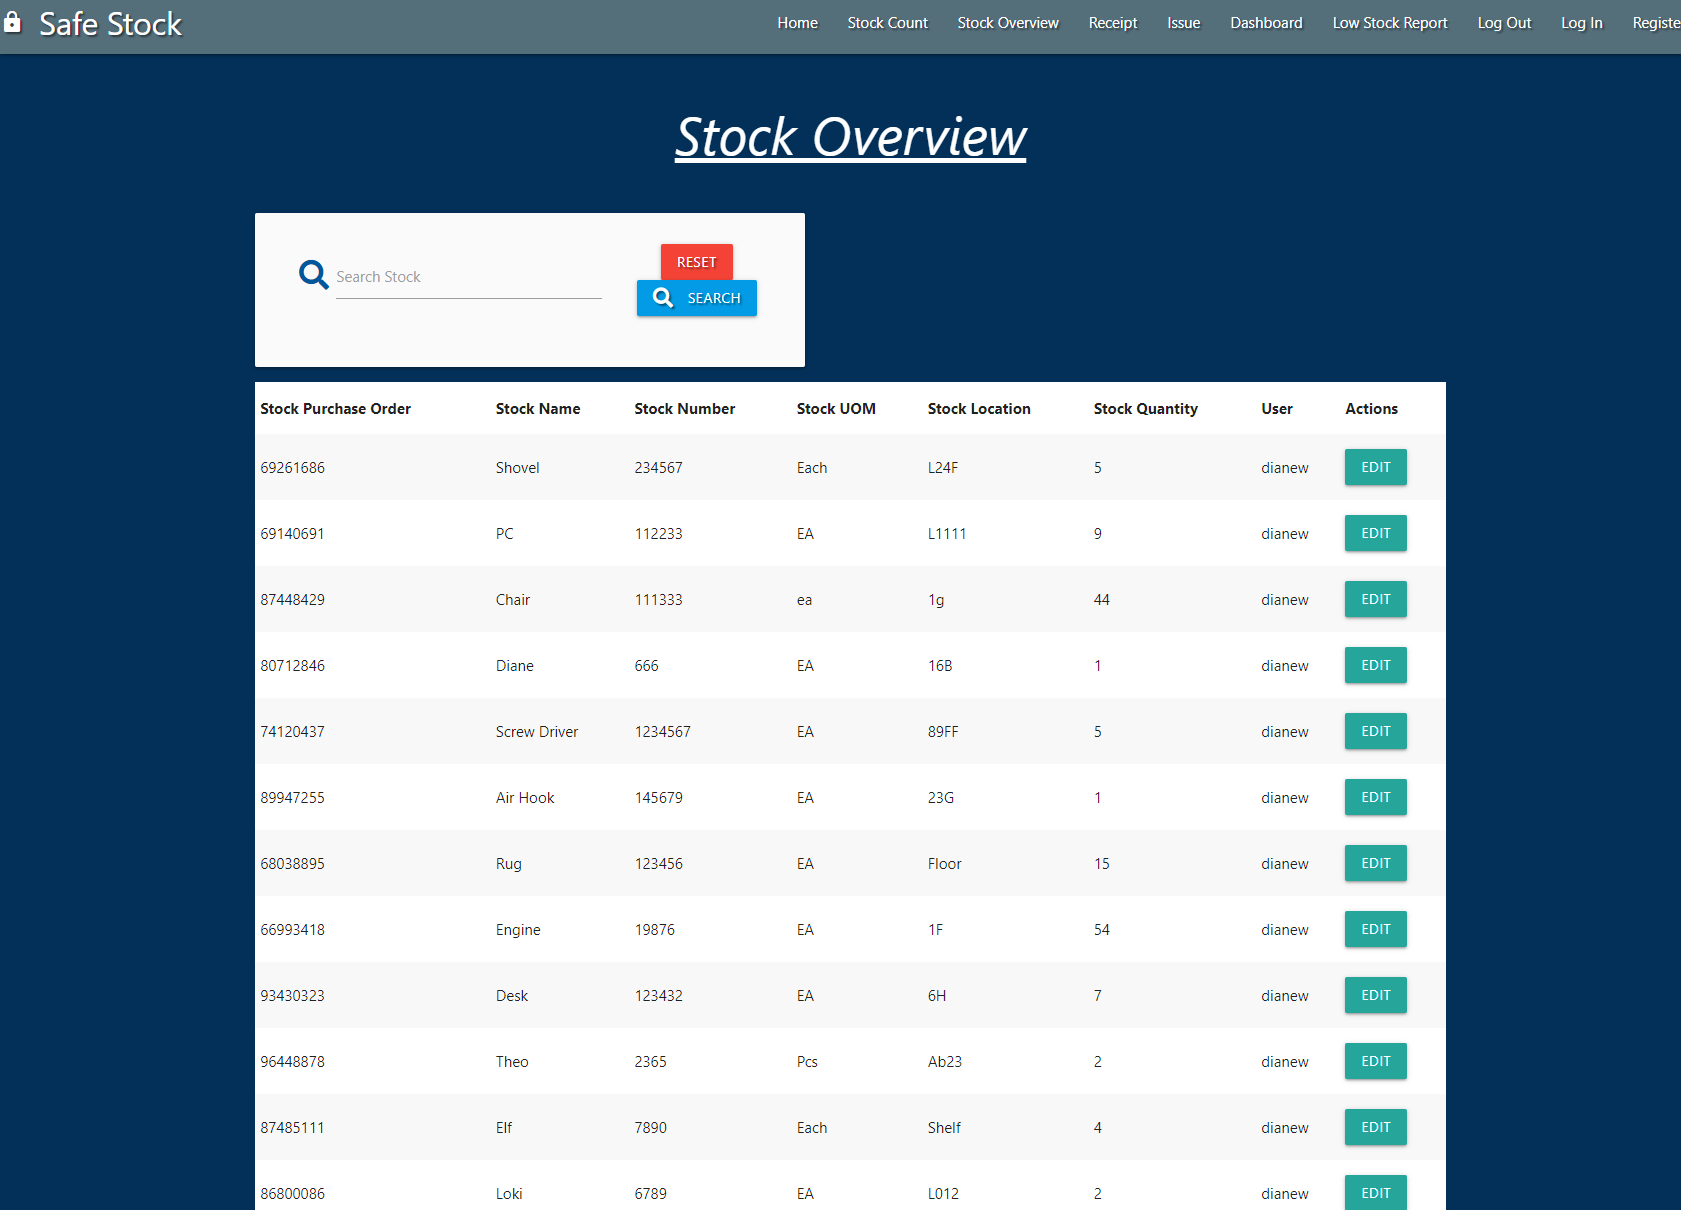 Safe Stock Home Stock Count Stock Overview Receipt Issue Dashboard Low Stock Report Log Out Log In Registe
Stock Overview
RESET
Search Stock
SEARCH
Stock Purchase Order Stock Name Stock Number Stock UOM Stock Location Stock Quantity User Actions
69261686 Shovel 234567 Each L24F 5 dianew EDIT
69140691 PC 112233 EA L1111 9 dianew EDIT
87448429 Chair 111333 ea 1g 44 dianew EDIT
80712846 Diane 666 EA 16B 1 dianew EDIT
74120437 Screw Driver 1234567 EA 89FF 5 dianew EDIT
89947255 Air Hook 145679 EA 23G 1 dianew EDIT
68038895 Rug 123456 EA Floor 15 dianew EDIT
66993418 Engine 19876 EA 1F 54 dianew EDIT
93430323 Desk 123432 EA 6H 7 dianew EDIT
96448878 Theo 2365 Pcs Ab23 2 dianew EDIT
87485111 Elf 7890 Each Shelf 4 dianew EDIT
86800086 Loki 6789 EA L012 2 dianew EDIT